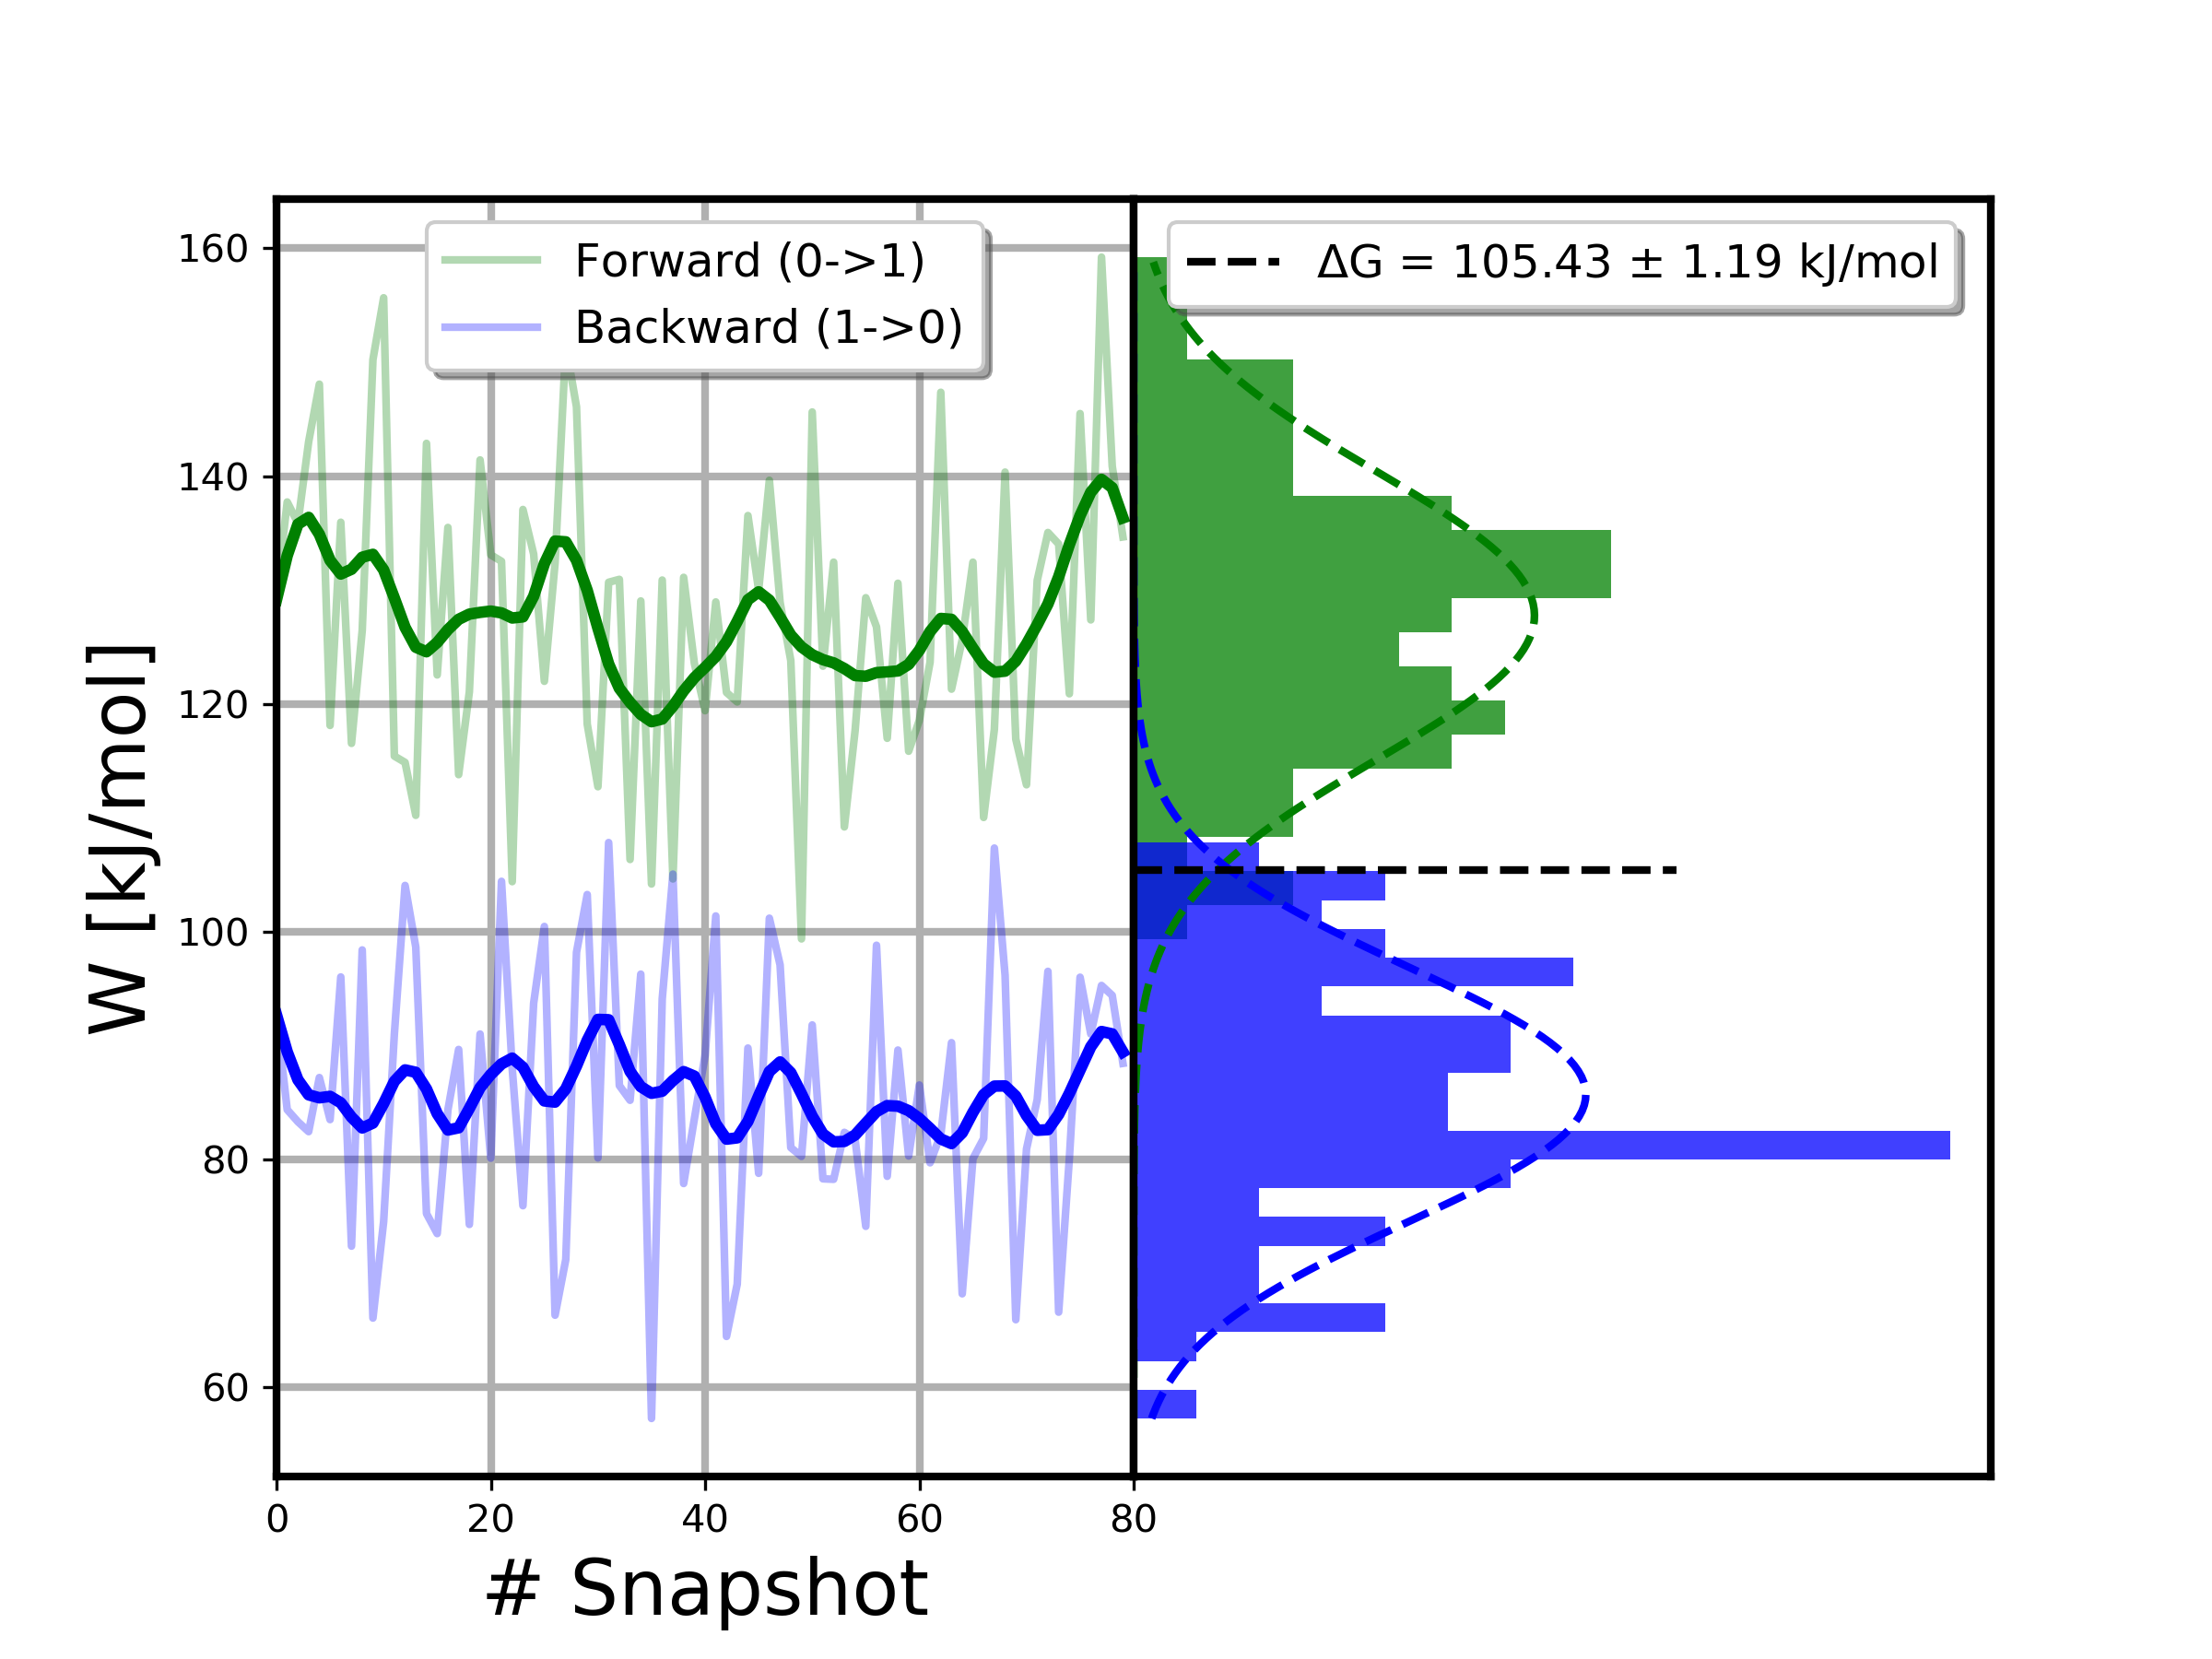 Forward (0->1)
Backward (1->0)
ΔG = 105.43 ± 1.19 kJ/mol
W [kJ/mol]
160
140
120
100
80
60
0 20 40 60 80
# Snapshot